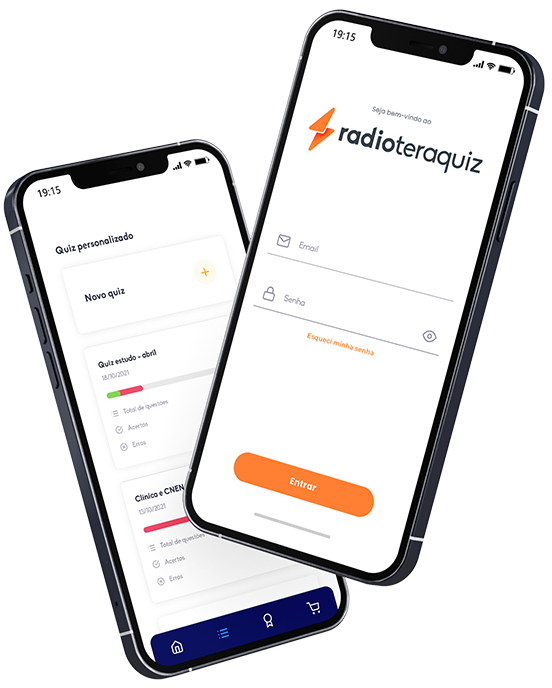 19:15
Seja bem-vindo ao
radioteraquiz
Email
Senha
Esqueci minha senha
Entrar
19:15
Quiz personalizado
Novo quiz
Quiz estudo - abril
18/10/2021
Total de questões
Acertos
Erros
Clinica e CNEN
13/10/2021
Total de questões
Acertos
Erros